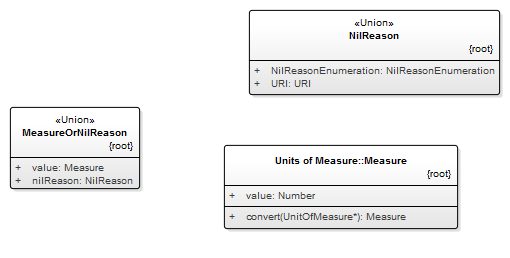 «Union»
NilReason
{root}
+ NilReasonEnumeration: NilReasonEnumeration
+ URI: URI
«Union»
MeasureOrNilReason
{root}
+ value: Measure
+ nilReason: NilReason
Units of Measure::Measure
{root}
+ value: Number
+ convert(UnitOfMeasure*): Measure